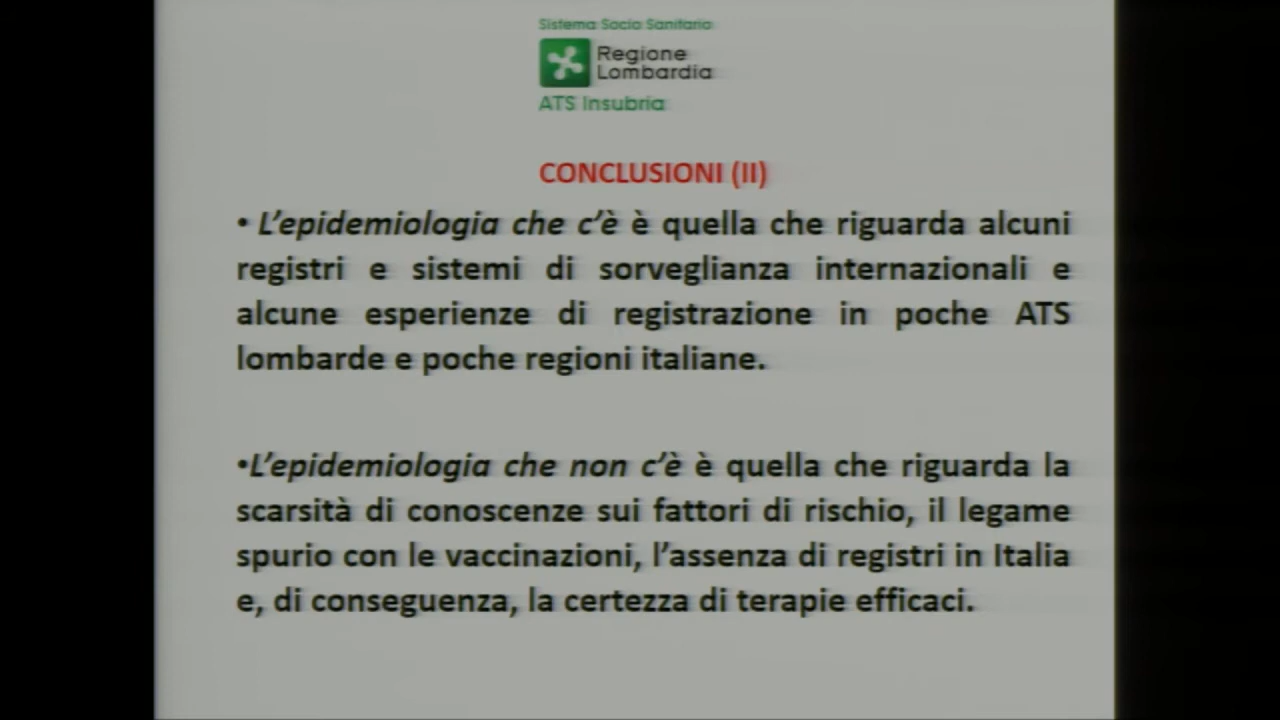 Sistema Socio Sanitario
Regione
Lombardia
ATS Insubria
CONCLUSIONI (II)
• L’epidemiologia che c’è è quella che riguarda alcuni
registri e sistemi di sorveglianza internazionali e
alcune esperienze di registrazione in poche ATS
lombarde e poche regioni italiane.
•L’epidemiologia che non c’è è quella che riguarda la
scarsità di conoscenze sui fattori di rischio, il legame
spurio con le vaccinazioni, l’assenza di registri in Italia
e, di conseguenza, la certezza di terapie efficaci.